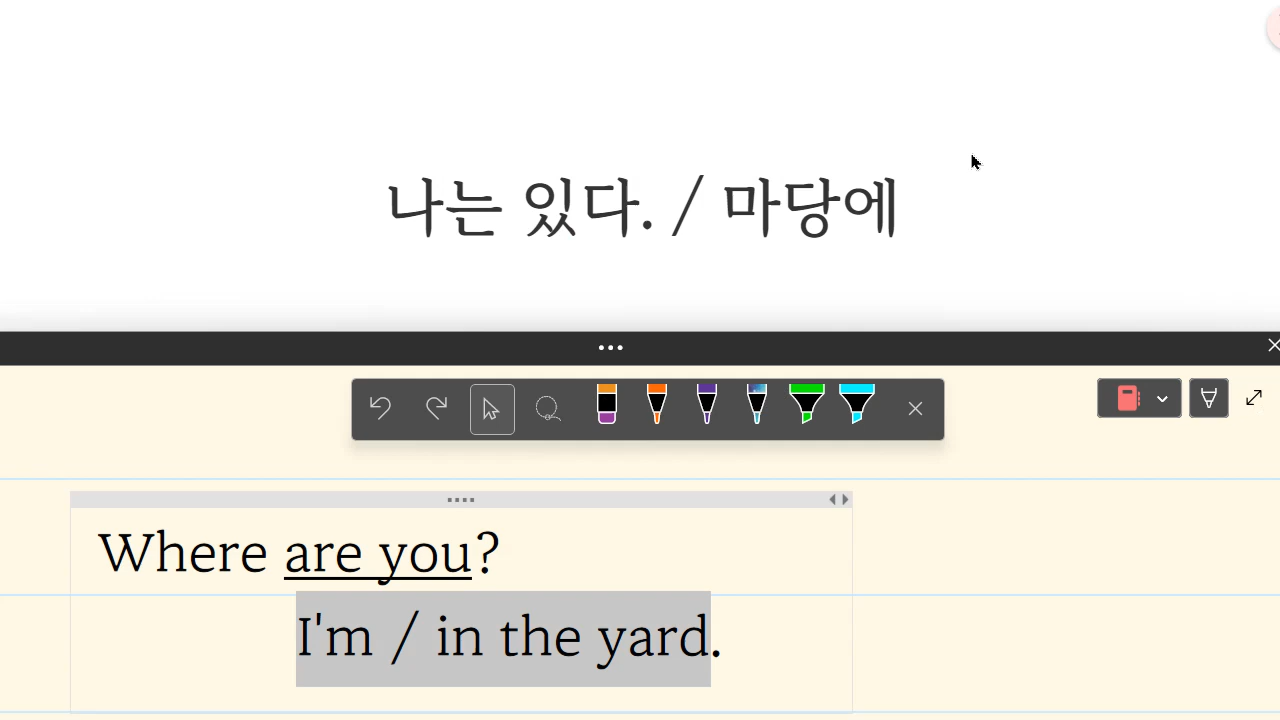 나는 있다. / 마당에
Where are you?
I'm / in the yard.